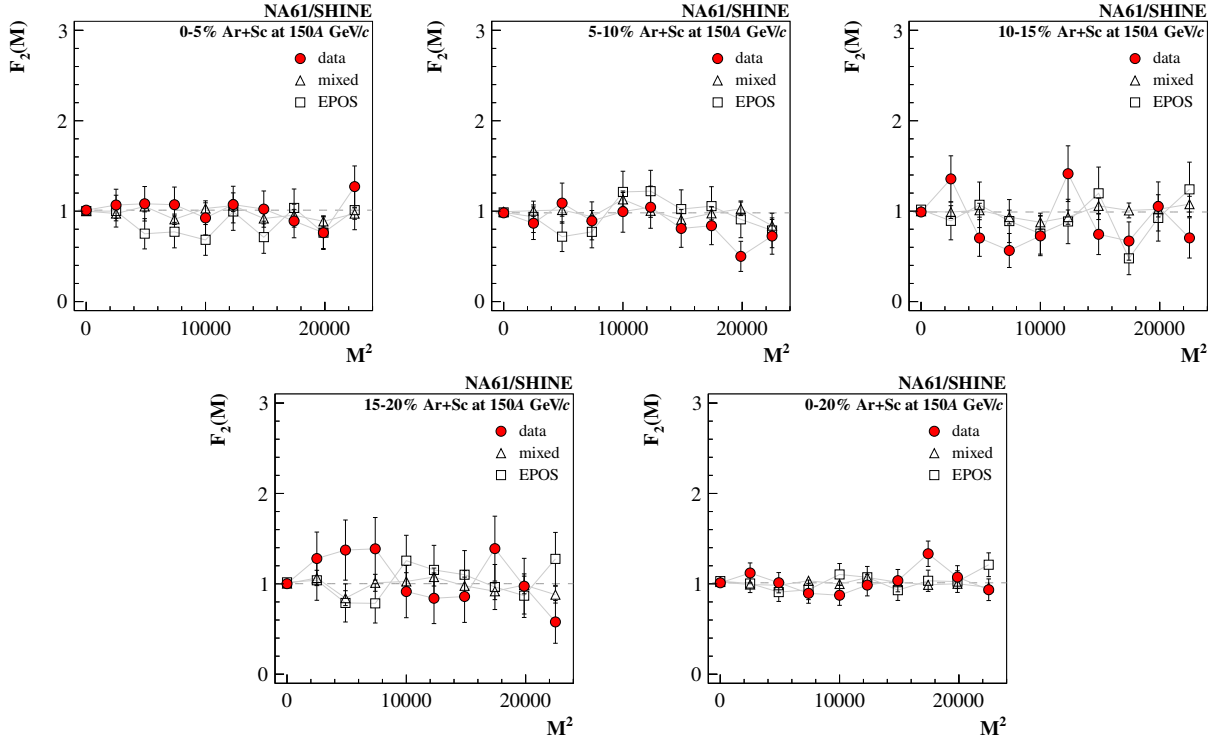 NA61/SHINE
0-5% Ar+Sc at 150A GeV/c
F₂(M)
data
mixed
EPOS
3
2
1
0
0 10000 20000
M²
NA61/SHINE
5-10% Ar+Sc at 150A GeV/c
F₂(M)
data
mixed
EPOS
3
2
1
0
0 10000 20000
M²
NA61/SHINE
10-15% Ar+Sc at 150A GeV/c
F₂(M)
data
mixed
EPOS
3
2
1
0
0 10000 20000
M²
NA61/SHINE
15-20% Ar+Sc at 150A GeV/c
F₂(M)
data
mixed
EPOS
3
2
1
0
0 10000 20000
M²
NA61/SHINE
0-20% Ar+Sc at 150A GeV/c
F₂(M)
data
mixed
EPOS
3
2
1
0
0 10000 20000
M²